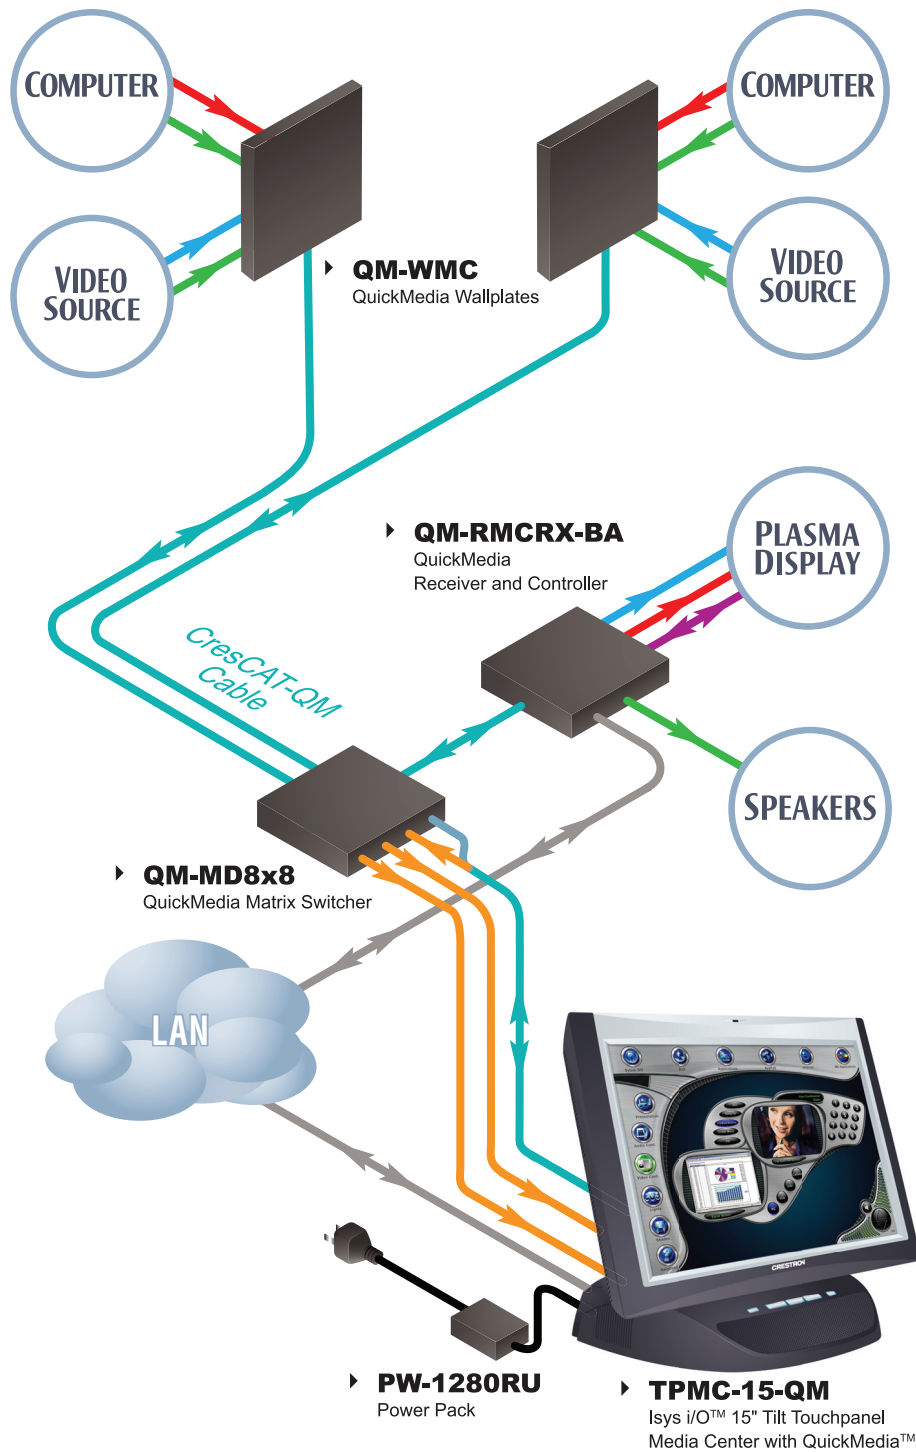 COMPUTER
COMPUTER
VIDEO
SOURCE
VIDEO
SOURCE
QM-WMC
QuickMedia Wallplates
QM-RMCRX-BA
QuickMedia
Receiver and Controller
PLASMA
DISPLAY
CresCAT-QM
Cable
SPEAKERS
QM-MD8x8
QuickMedia Matrix Switcher
LAN
CRESTRON
PW-1280RU
Power Pack
TPMC-15-QM
Isys i/O™ 15" Tilt Touchpanel
Media Center with QuickMedia™